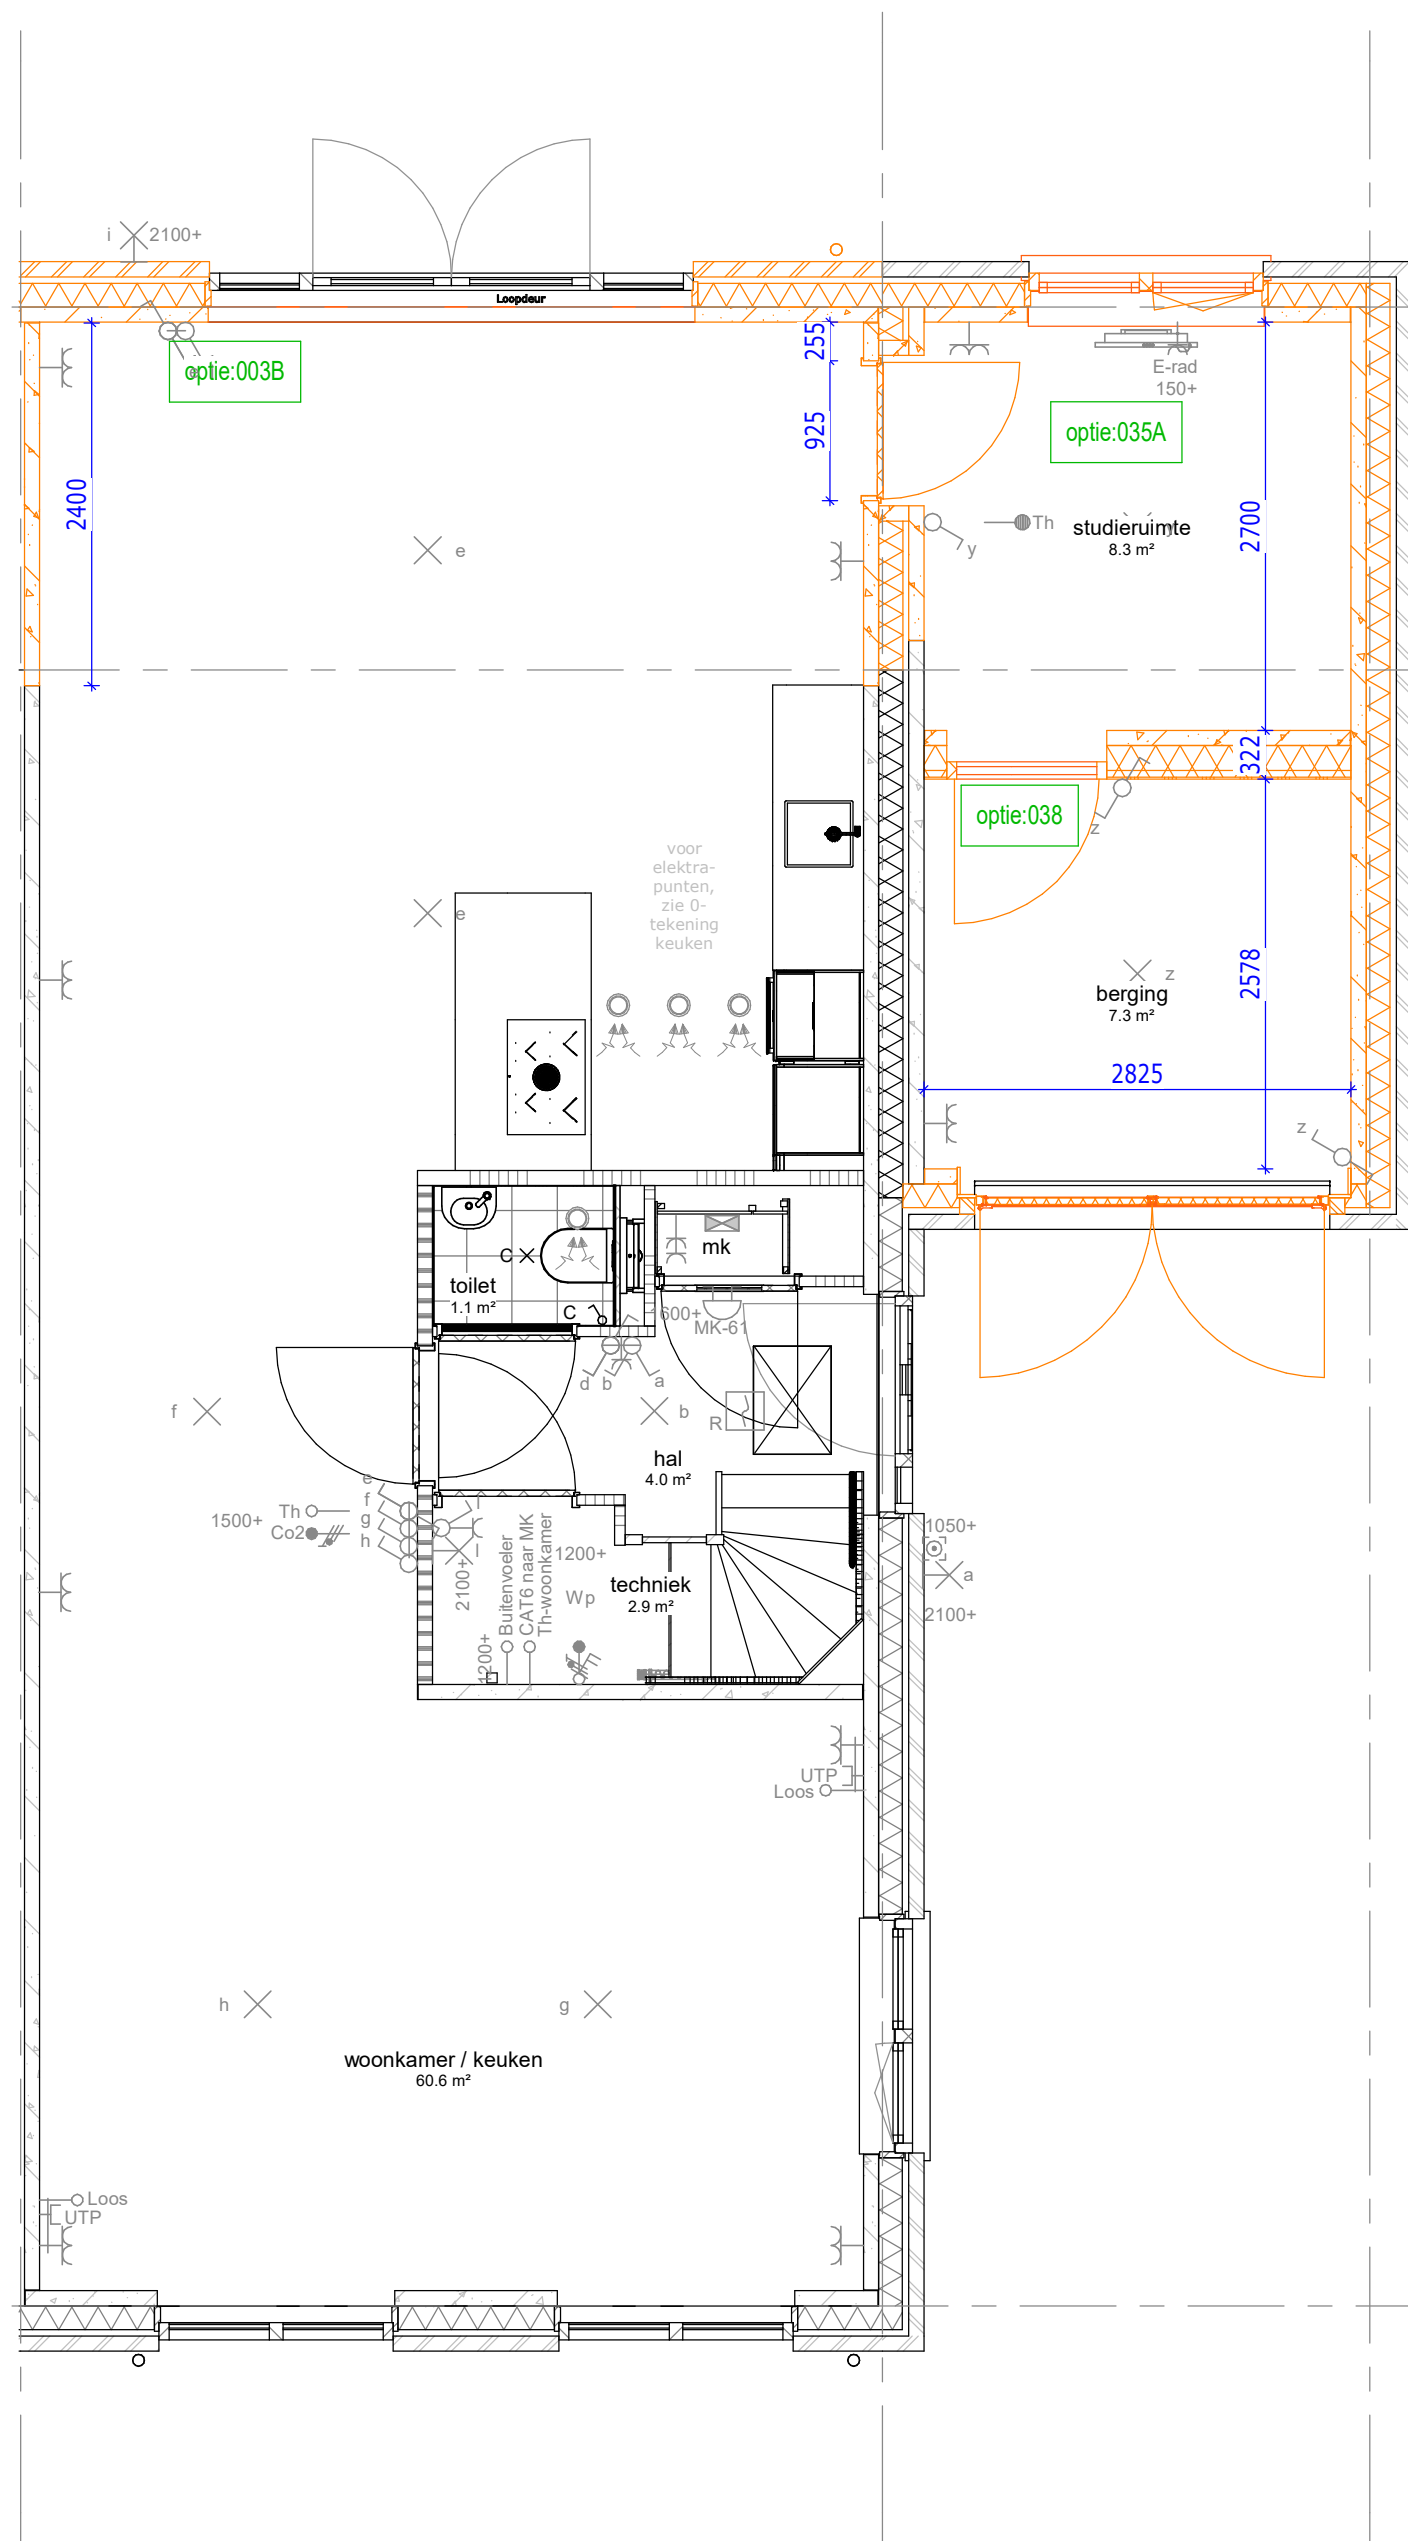 i
2100+
Loopdeur
optie:003B
e
255
925
2400
E-rad
150+
optie:035A
Th
y
studieruimte
y
8.3 m²
2700
e
322
optie:038
z
voor
elektra-
punten,
zie 0-
tekening
keuken
e
2578
z
berging
7.3 m²
2825
z
mk
toilet
1.1 m²
C
C
1600+
MK-61
d
b
a
f
b
R
hal
4.0 m²
e
f
g
h
Th
1500+
Co2
l
l
2100+
1200+
Buitenvoeler
CAT6 naar MK
Th-woonkamer
1200+
Wp
techniek
2.9 m²
1050+
a
2100+
UTP
Loos
h
g
woonkamer / keuken
60.6 m²
Loos
UTP